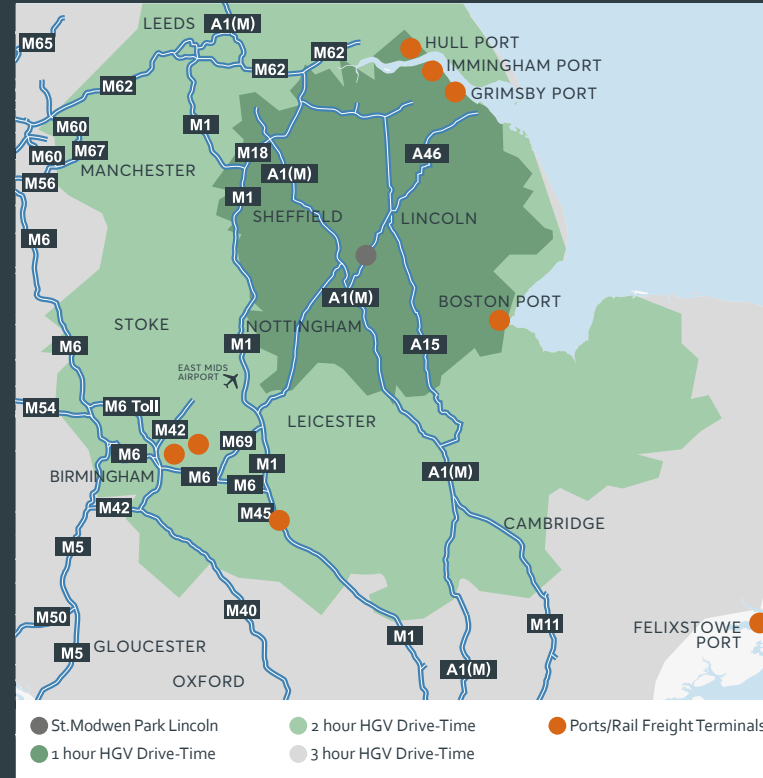 LEEDS
A1(M)
M65
M62
HULL PORT
IMMINGHAM PORT
M62
M62
GRIMSBY PORT
M60
M1
M60
M67
M18
A46
MANCHESTER
A1(M)
M56
M1
SHEFFIELD
LINCOLN
M6
A1(M)
BOSTON PORT
STOKE
NOTTINGHAM
M6
M1
A15
EAST MIDS
AIRPORT
M54
M6 Toll
LEICESTER
M42
M69
M6
M1
A1(M)
BIRMINGHAM
M6
M6
M42
M45
CAMBRIDGE
M5
M40
M50
M1
M11
FELIXSTOWE
PORT
M5
GLOUCESTER
A1(M)
OXFORD
St.Modwen Park Lincoln
2 hour HGV Drive-Time
Ports/Rail Freight Terminals
1 hour HGV Drive-Time
3 hour HGV Drive-Time